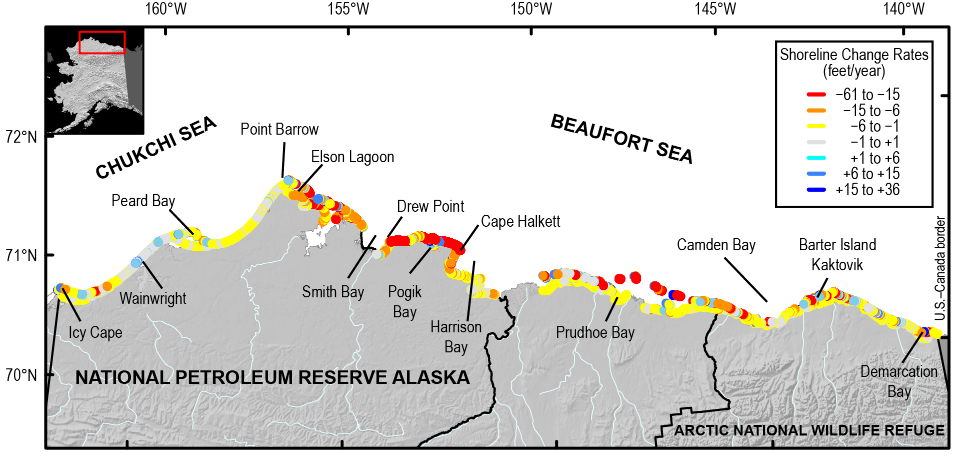 160°W
155°W
150°W
145°W
140°W
Shoreline Change Rates
(feet/year)
−61 to −15
−15 to −6
−6 to −1
−1 to +1
+1 to +6
+6 to +15
+15 to +36
72°N
71°N
70°N
CHUKCHI SEA
BEAUFORT SEA
Point Barrow
Elson Lagoon
Peard Bay
Drew Point
Cape Halkett
Camden Bay
Barter Island
Kaktovik
U.S.–Canada border
Wainwright
Smith Bay
Pogik
Bay
Icy Cape
Harrison
Bay
Prudhoe Bay
Demarcation
Bay
NATIONAL PETROLEUM RESERVE ALASKA
ARCTIC NATIONAL WILDLIFE REFUGE